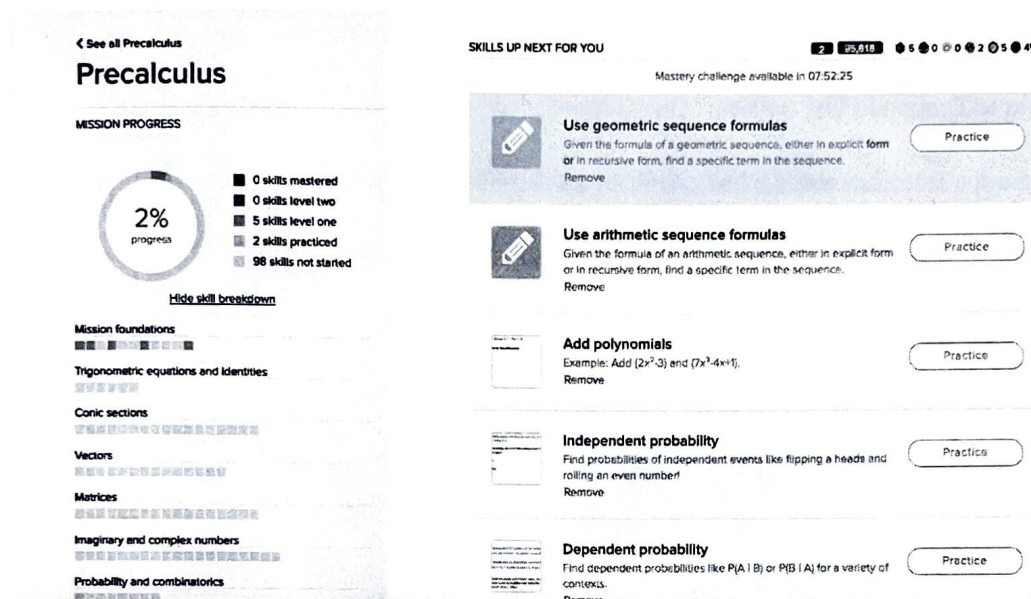 See all Precalculus
Precalculus
MISSION PROGRESS
2%
progress
0 skills mastered
0 skills level two
5 skills level one
2 skills practiced
98 skills not started
Hide skill breakdown
Mission foundations
Trigonometric equations and identities
Conic sections
Vectors
Matrices
Imaginary and complex numbers
Probability and combinatorics
SKILLS UP NEXT FOR YOU
2 95,818 5 0 0 2 5
Mastery challenge available in 07:52:25
Use geometric sequence formulas
Given the formula of a geometric sequence, either in explicit form
or in recursive form, find a specific term in the sequence.
Remove
Practice
Use arithmetic sequence formulas
Given the formula of an arithmetic sequence, either in explicit form
or in recursive form, find a specific term in the sequence.
Remove
Practice
Add polynomials
Example: Add (2x²-3) and (7x³-4x+1).
Remove
Practice
Independent probability
Find probabilities of independent events like flipping a heads and
rolling an even number!
Remove
Practice
Dependent probability
Find dependent probabilities like P(A | B) or P(B | A) for a variety of
contexts.
Practice